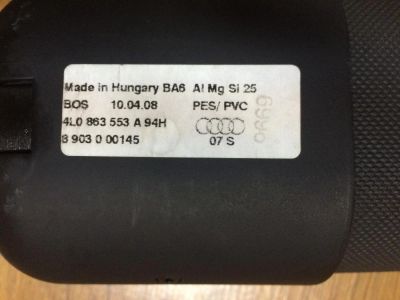 Made in Hungary BA6 Al Mg Si 25
BOS 10.04.08 PES/ PVC
4L0 863 553 A 94H
8 903 0 00145 07 S
6696